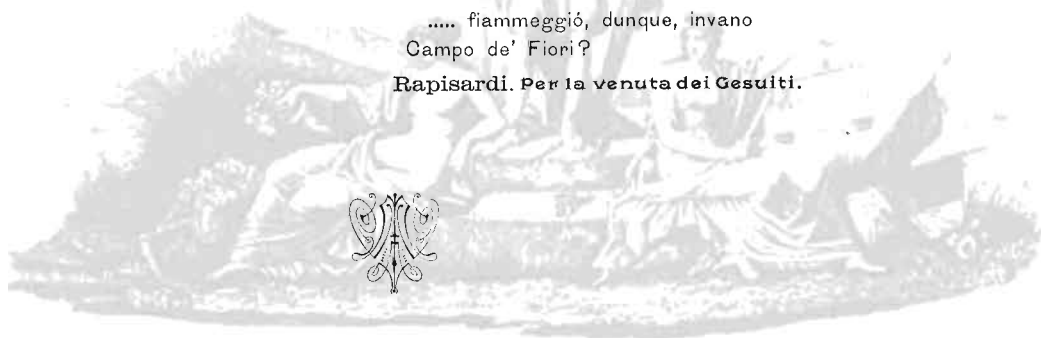 ..... fiammeggió, dunque, invano
Campo de' Fiori?
Rapisardi. Per la venuta dei Gesuiti.